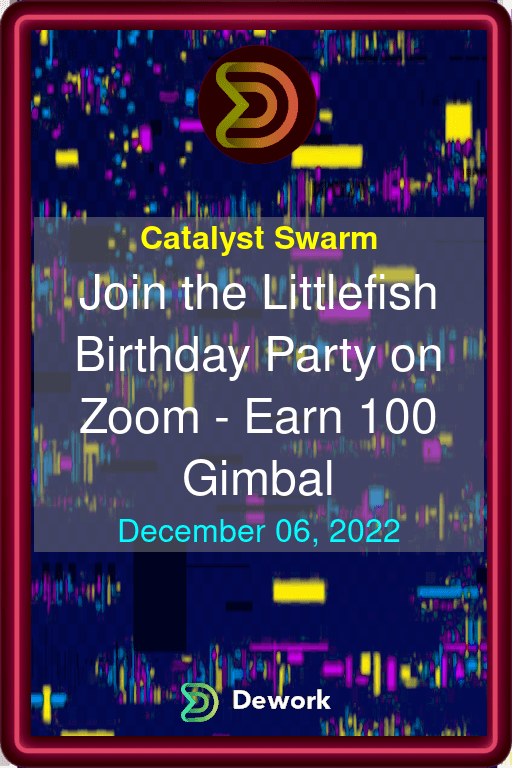 Catalyst Swarm
Join the Littlefish
Birthday Party on
Zoom - Earn 100
Gimbal
December 06, 2022
Dework